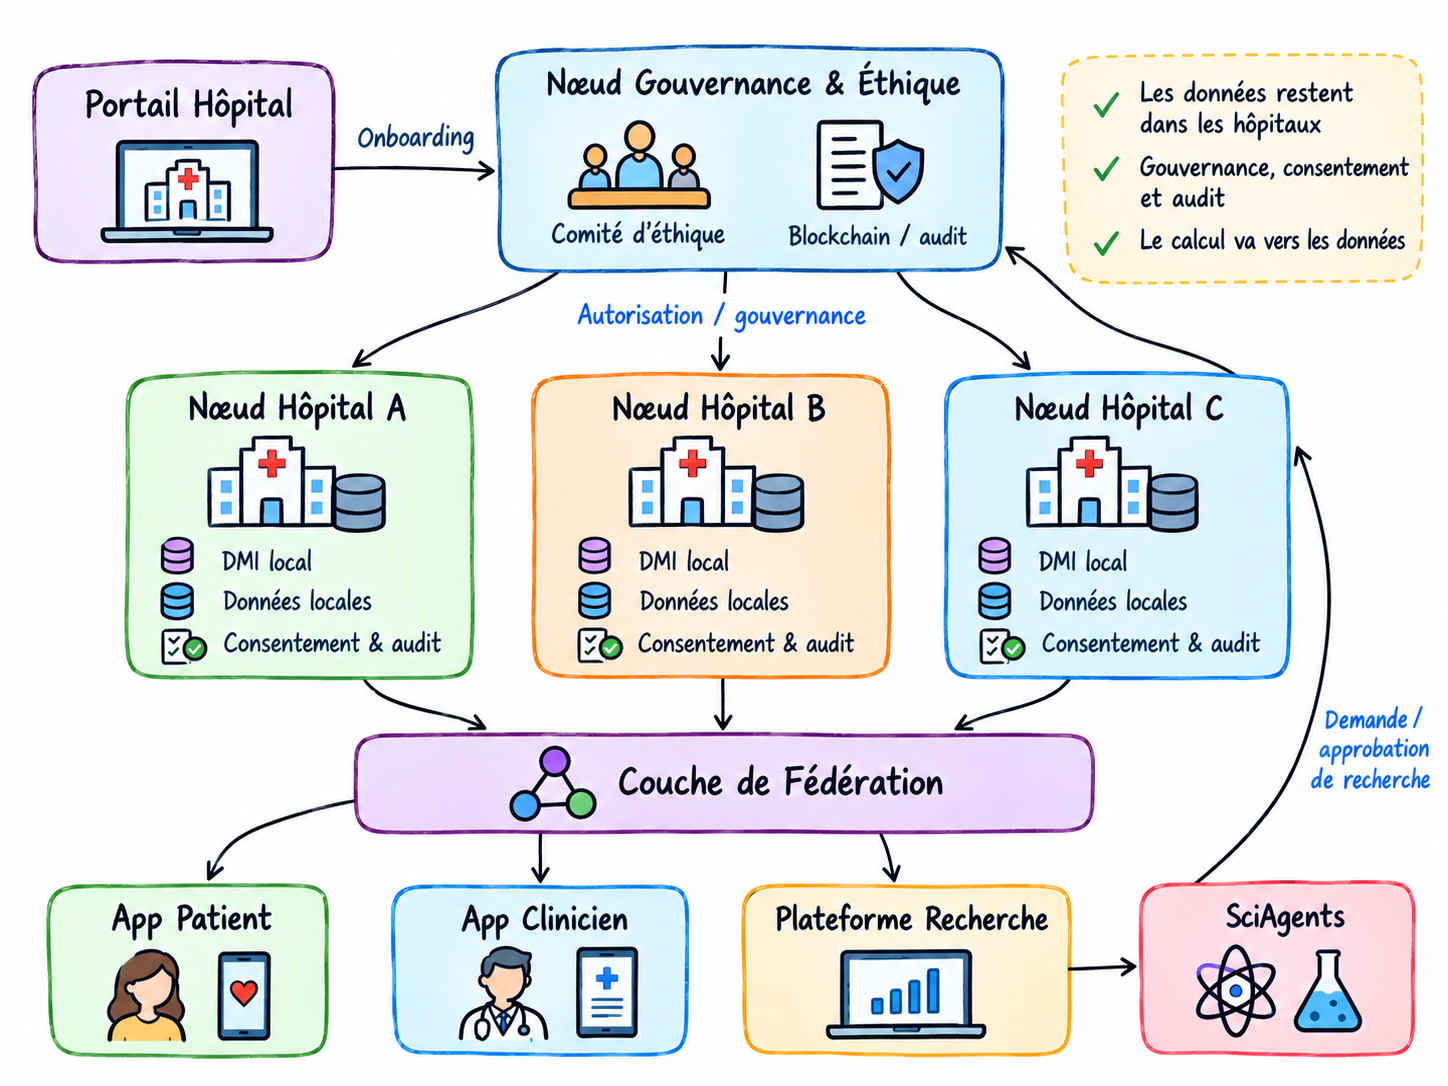 Portail Hôpital
Onboarding
Nœud Gouvernance & Éthique
Comité d'éthique
Blockchain / audit
Les données restent
dans les hôpitaux
Gouvernance, consentement
et audit
Le calcul va vers les données
Autorisation / gouvernance
Nœud Hôpital A
DMI local
Données locales
Consentement & audit
Nœud Hôpital B
DMI local
Données locales
Consentement & audit
Nœud Hôpital C
DMI local
Données locales
Consentement & audit
Demande /
approbation
de recherche
Couche de Fédération
App Patient
App Clinicien
Plateforme Recherche
SciAgents